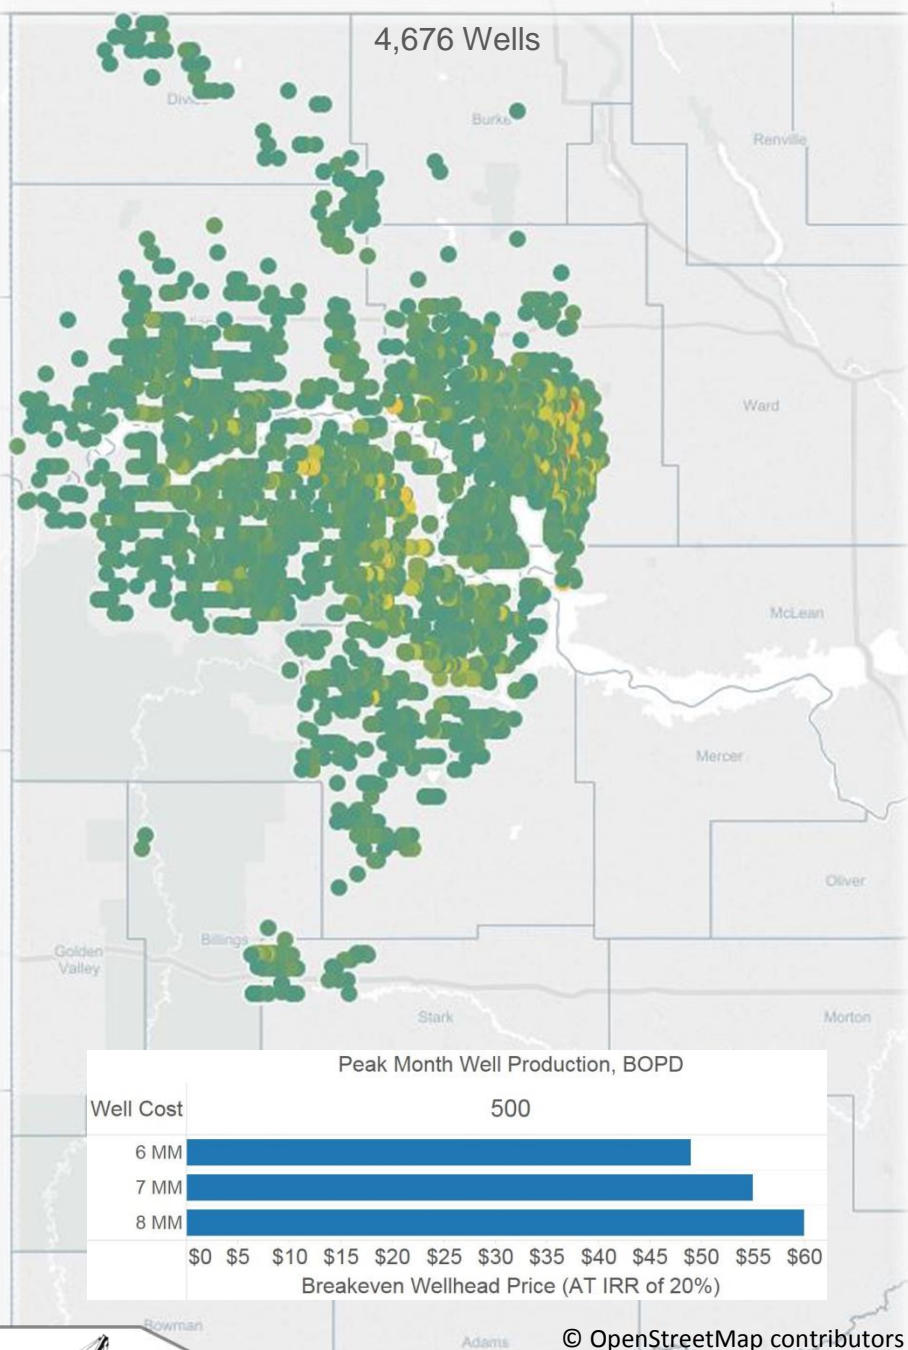 4,676 Wells
Burke
Renville
Ward
McLean
Mercer
Oliver
Billings
Golden
Valley
Stark
Morton
Peak Month Well Production, BOPD
Well Cost 500
6 MM
7 MM
8 MM
$0 $5 $10 $15 $20 $25 $30 $35 $40 $45 $50 $55 $60
Breakeven Wellhead Price (AT IRR of 20%)
Bowman
Adams
© OpenStreetMap contributors